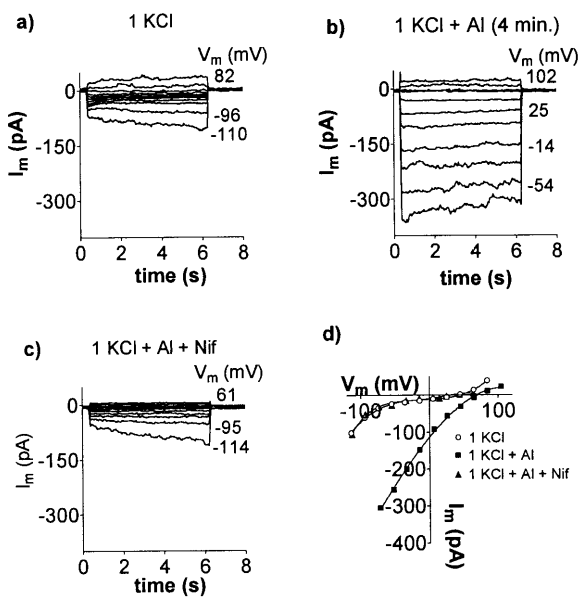 a) 1 KCl
V_m (mV)
82
-96
-110
0
-150
-300
I_m (pA)
0 2 4 6 8
time (s)
b) 1 KCl + Al (4 min.)
V_m (mV)
102
25
-14
-54
0
-150
-300
I_m (pA)
0 2 4 6 8
time (s)
c) 1 KCl + Al + Nif
V_m (mV)
61
-95
-114
0
-150
-300
I_m (pA)
0 2 4 6 8
time (s)
d)
V_m (mV)
-100 100
-100
-200
-300
-400
I_m (pA)
1 KCl
1 KCl + Al
1 KCl + Al + Nif